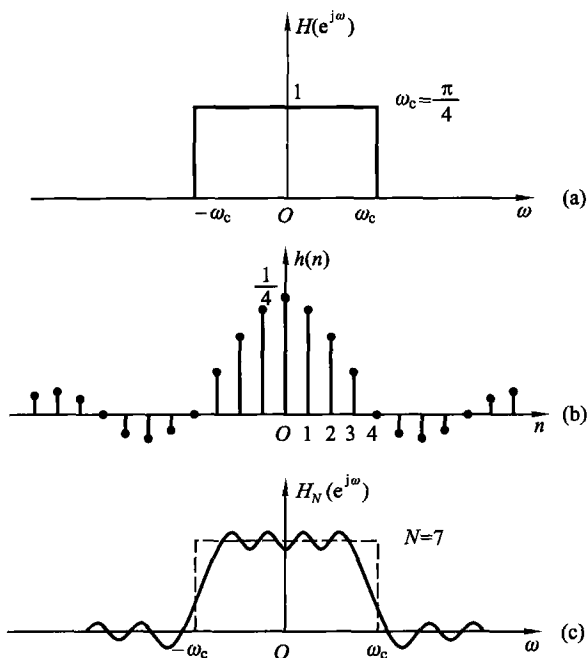 H(e^{jω})
1
ω_c = π/4
−ω_c O ω_c ω (a)
h(n)
1/4
O 1 2 3 4 n (b)
H_N(e^{jω})
N=7
−ω_c O ω_c ω (c)